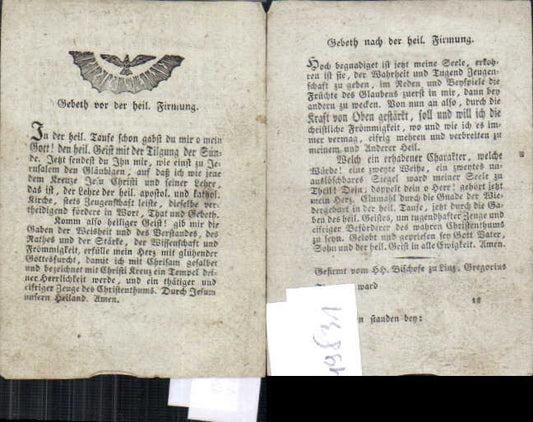 Gebeth vor der heil. Firmung.
In der heil. Taufe schon gabst du mir o mein
Gott! den heil. Geist mit der Tilgung der Sün-
de. Jetzt sendest du Ihn mir, wie einst zu Je-
rusalem den Gläubigen, auf daß ich wie jene
dem Kreuze Jesu Christi und seiner Lehre,
das ist, der Lehre der heil. apostol. und kathol.
Kirche, stets Zeugenschaft leiste, dieselbe ver-
theidigend fördere in Wort, That und Gebeth.
Komm also heiliger Geist! gib mir die
Gaben der Weisheit und des Verstandes, des
Rathes und der Stärke, der Wissenschaft und
Frömmigkeit, erfülle mein Herz mit glühender
Gottesfurcht, damit ich mit Chrisam gesalbet
und bezeichnet mit Christi Kreuz ein Tempel dei-
ner Herrlichkeit werde, und ein thätiger und
eifriger Zeuge des Christenthums. Durch Jesum
unsern Heiland. Amen.
Gebeth nach der heil. Firmung.
Hoch begnadiget ist jetzt meine Seele, erkoh-
ren ist sie, der Wahrheit und Tugend Zeugen-
schaft zu geben, im Reden und Beyspiele die
Früchte des Glaubens zuerst in mir, dann bey
andern zu wecken. Von nun an also, durch die
Kraft von Oben gestärkt, soll und will ich die
christliche Frömmigkeit, wo und wie ich es im-
mer vermag, eifrig mehren und verbreiten zu
meinem und Anderer Heil.
Welch ein erhabener Charakter, welche
Würde! eine zweyte Weihe, ein zweytes un-
auslöschbares Siegel ward meiner Seele zu
Theil! Dein; doppelt dein o Herr! gehört jetzt
mein Herz. Einmahl durch die Gnade der Wie-
dergeburt in der heil. Taufe, jetzt durch die Ga-
ben des heil. Geistes, um tugendhafter Zeuge und
eifriger Beförderer des wahren Christenthums
zu seyn. Gelobt und gepriesen sey Gott Vater,
Sohn und der heil. Geist in alle Ewigkeit. Amen.
Gefirmt vom HH. Bischofe zu Linz, Gregorius
ward
18
standen bey:
19831